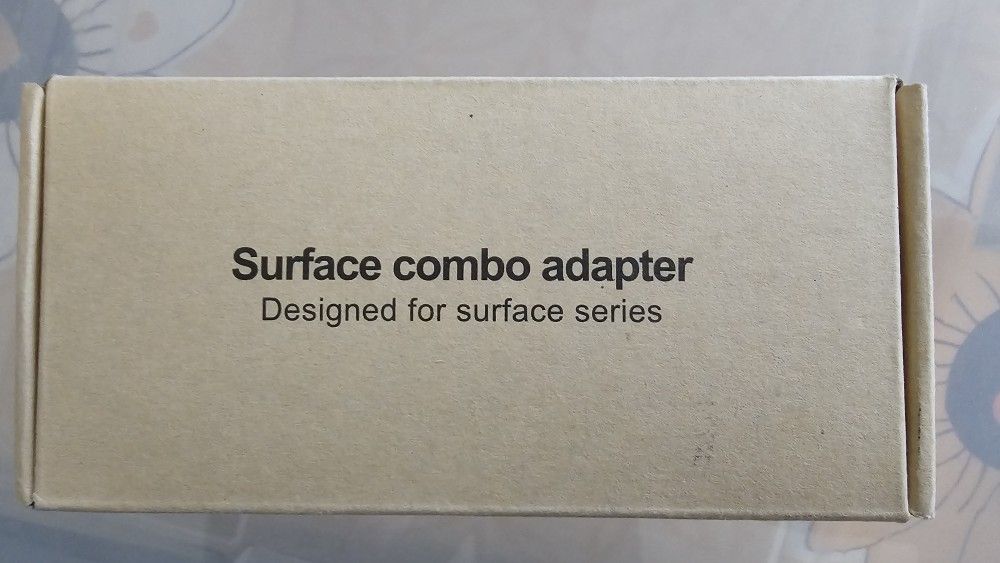 Surface combo adapter
Designed for surface series